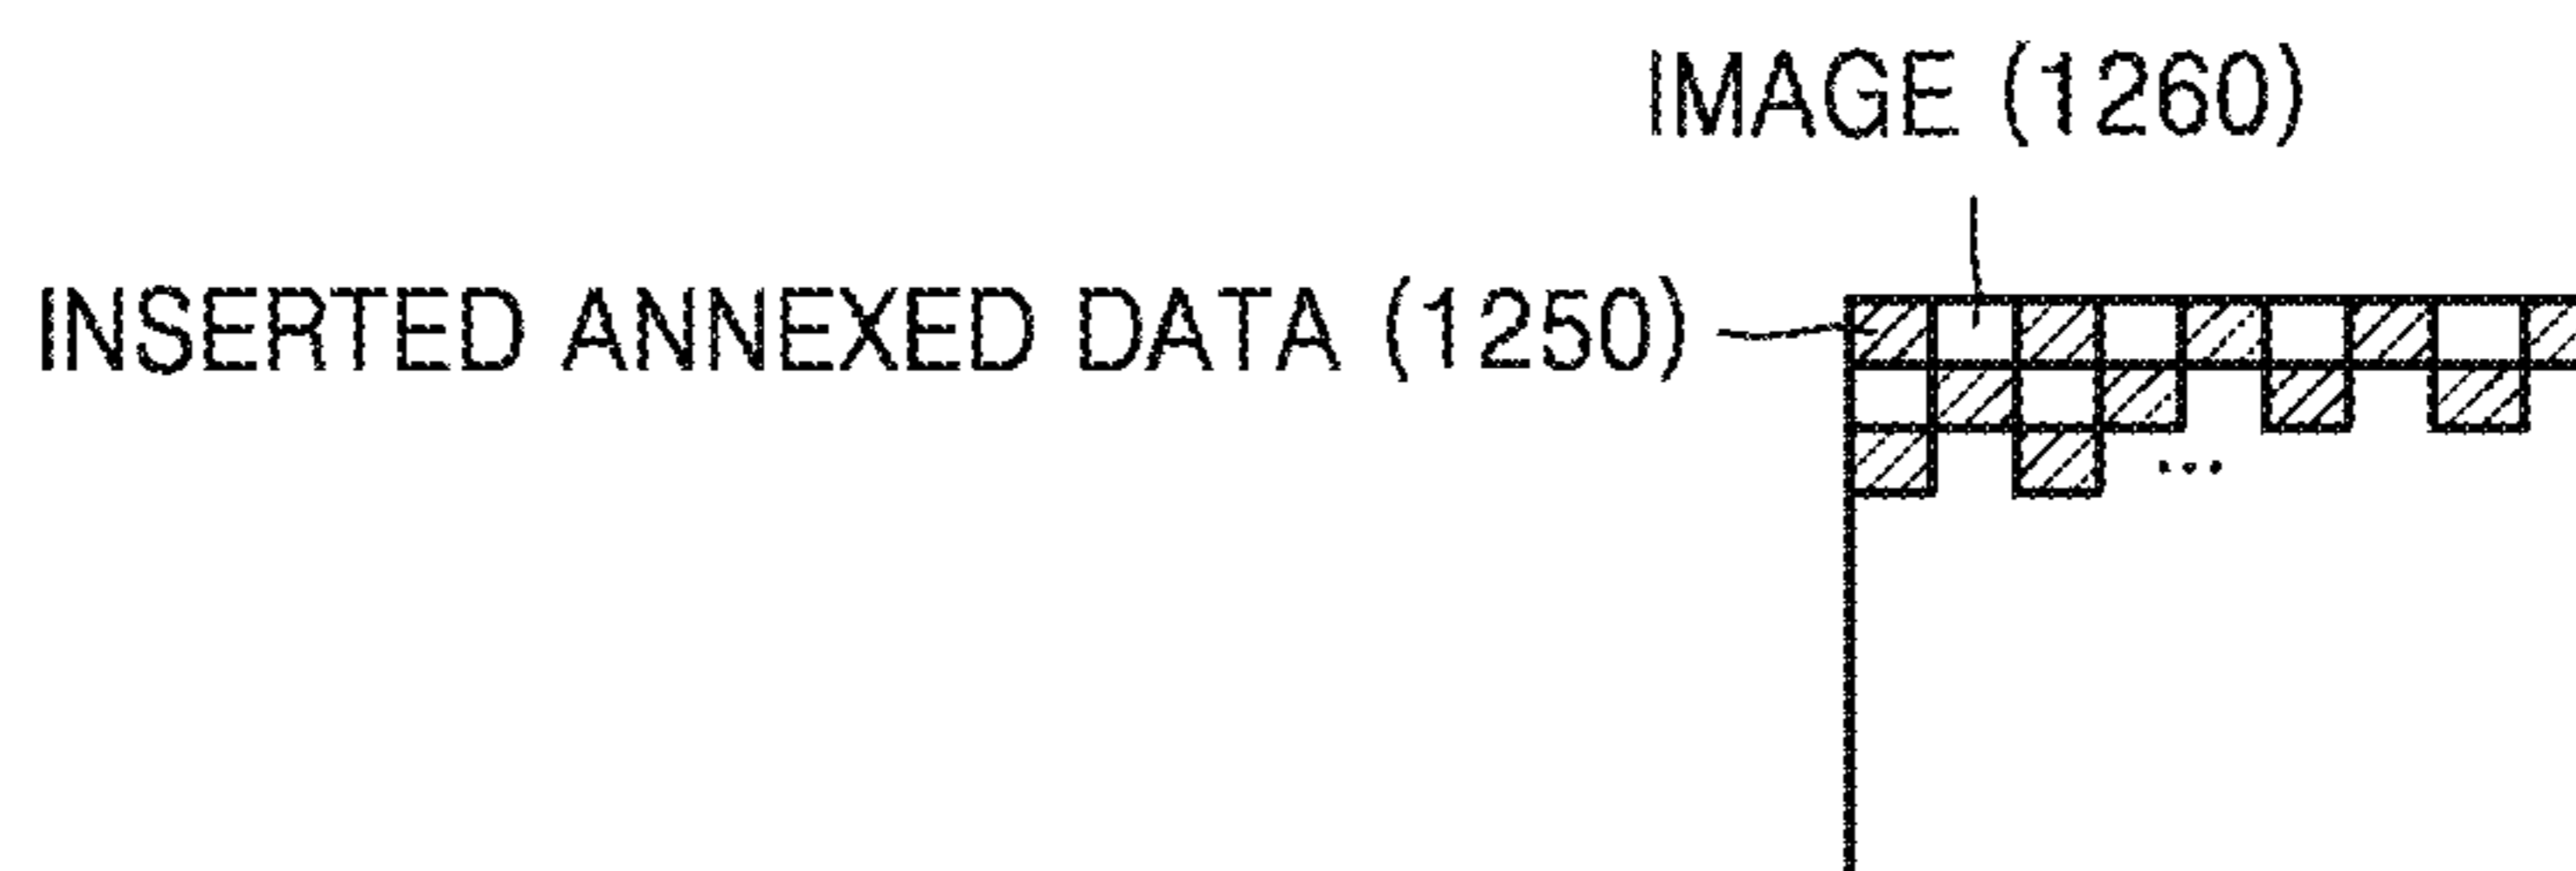 IMAGE (1260)
INSERTED ANNEXED DATA (1250)
...